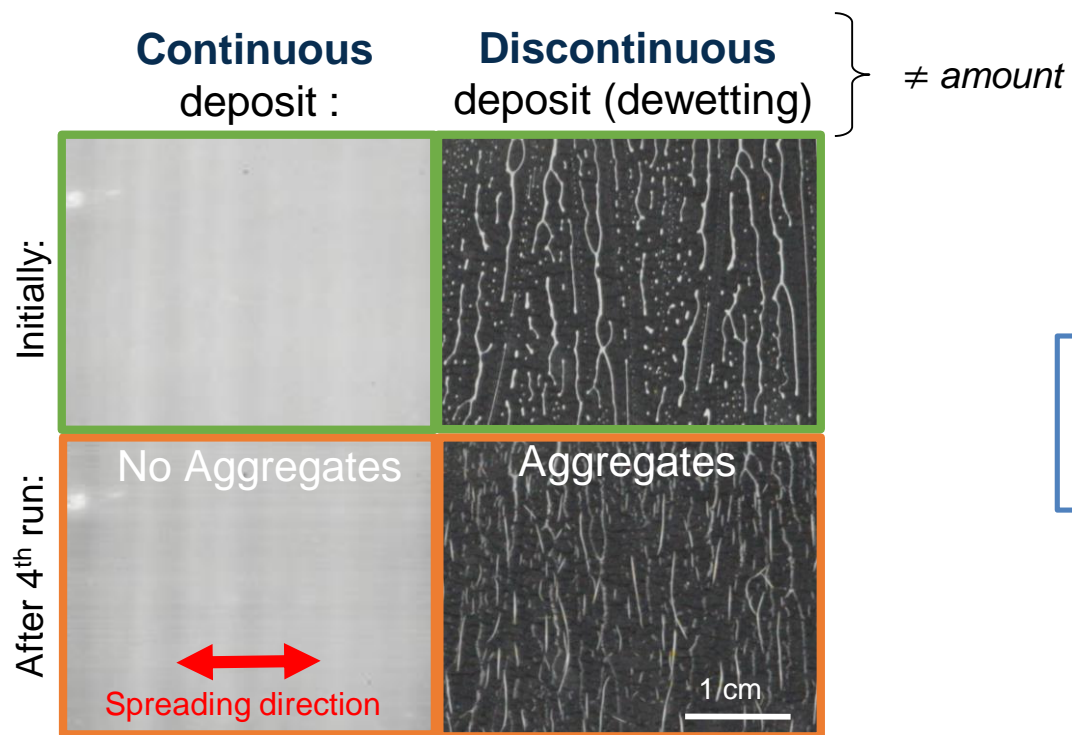 Continuous
deposit :
Discontinuous
deposit (dewetting)
≠ amount
Initially:
No Aggregates
Aggregates
After 4th run:
Spreading direction
1 cm